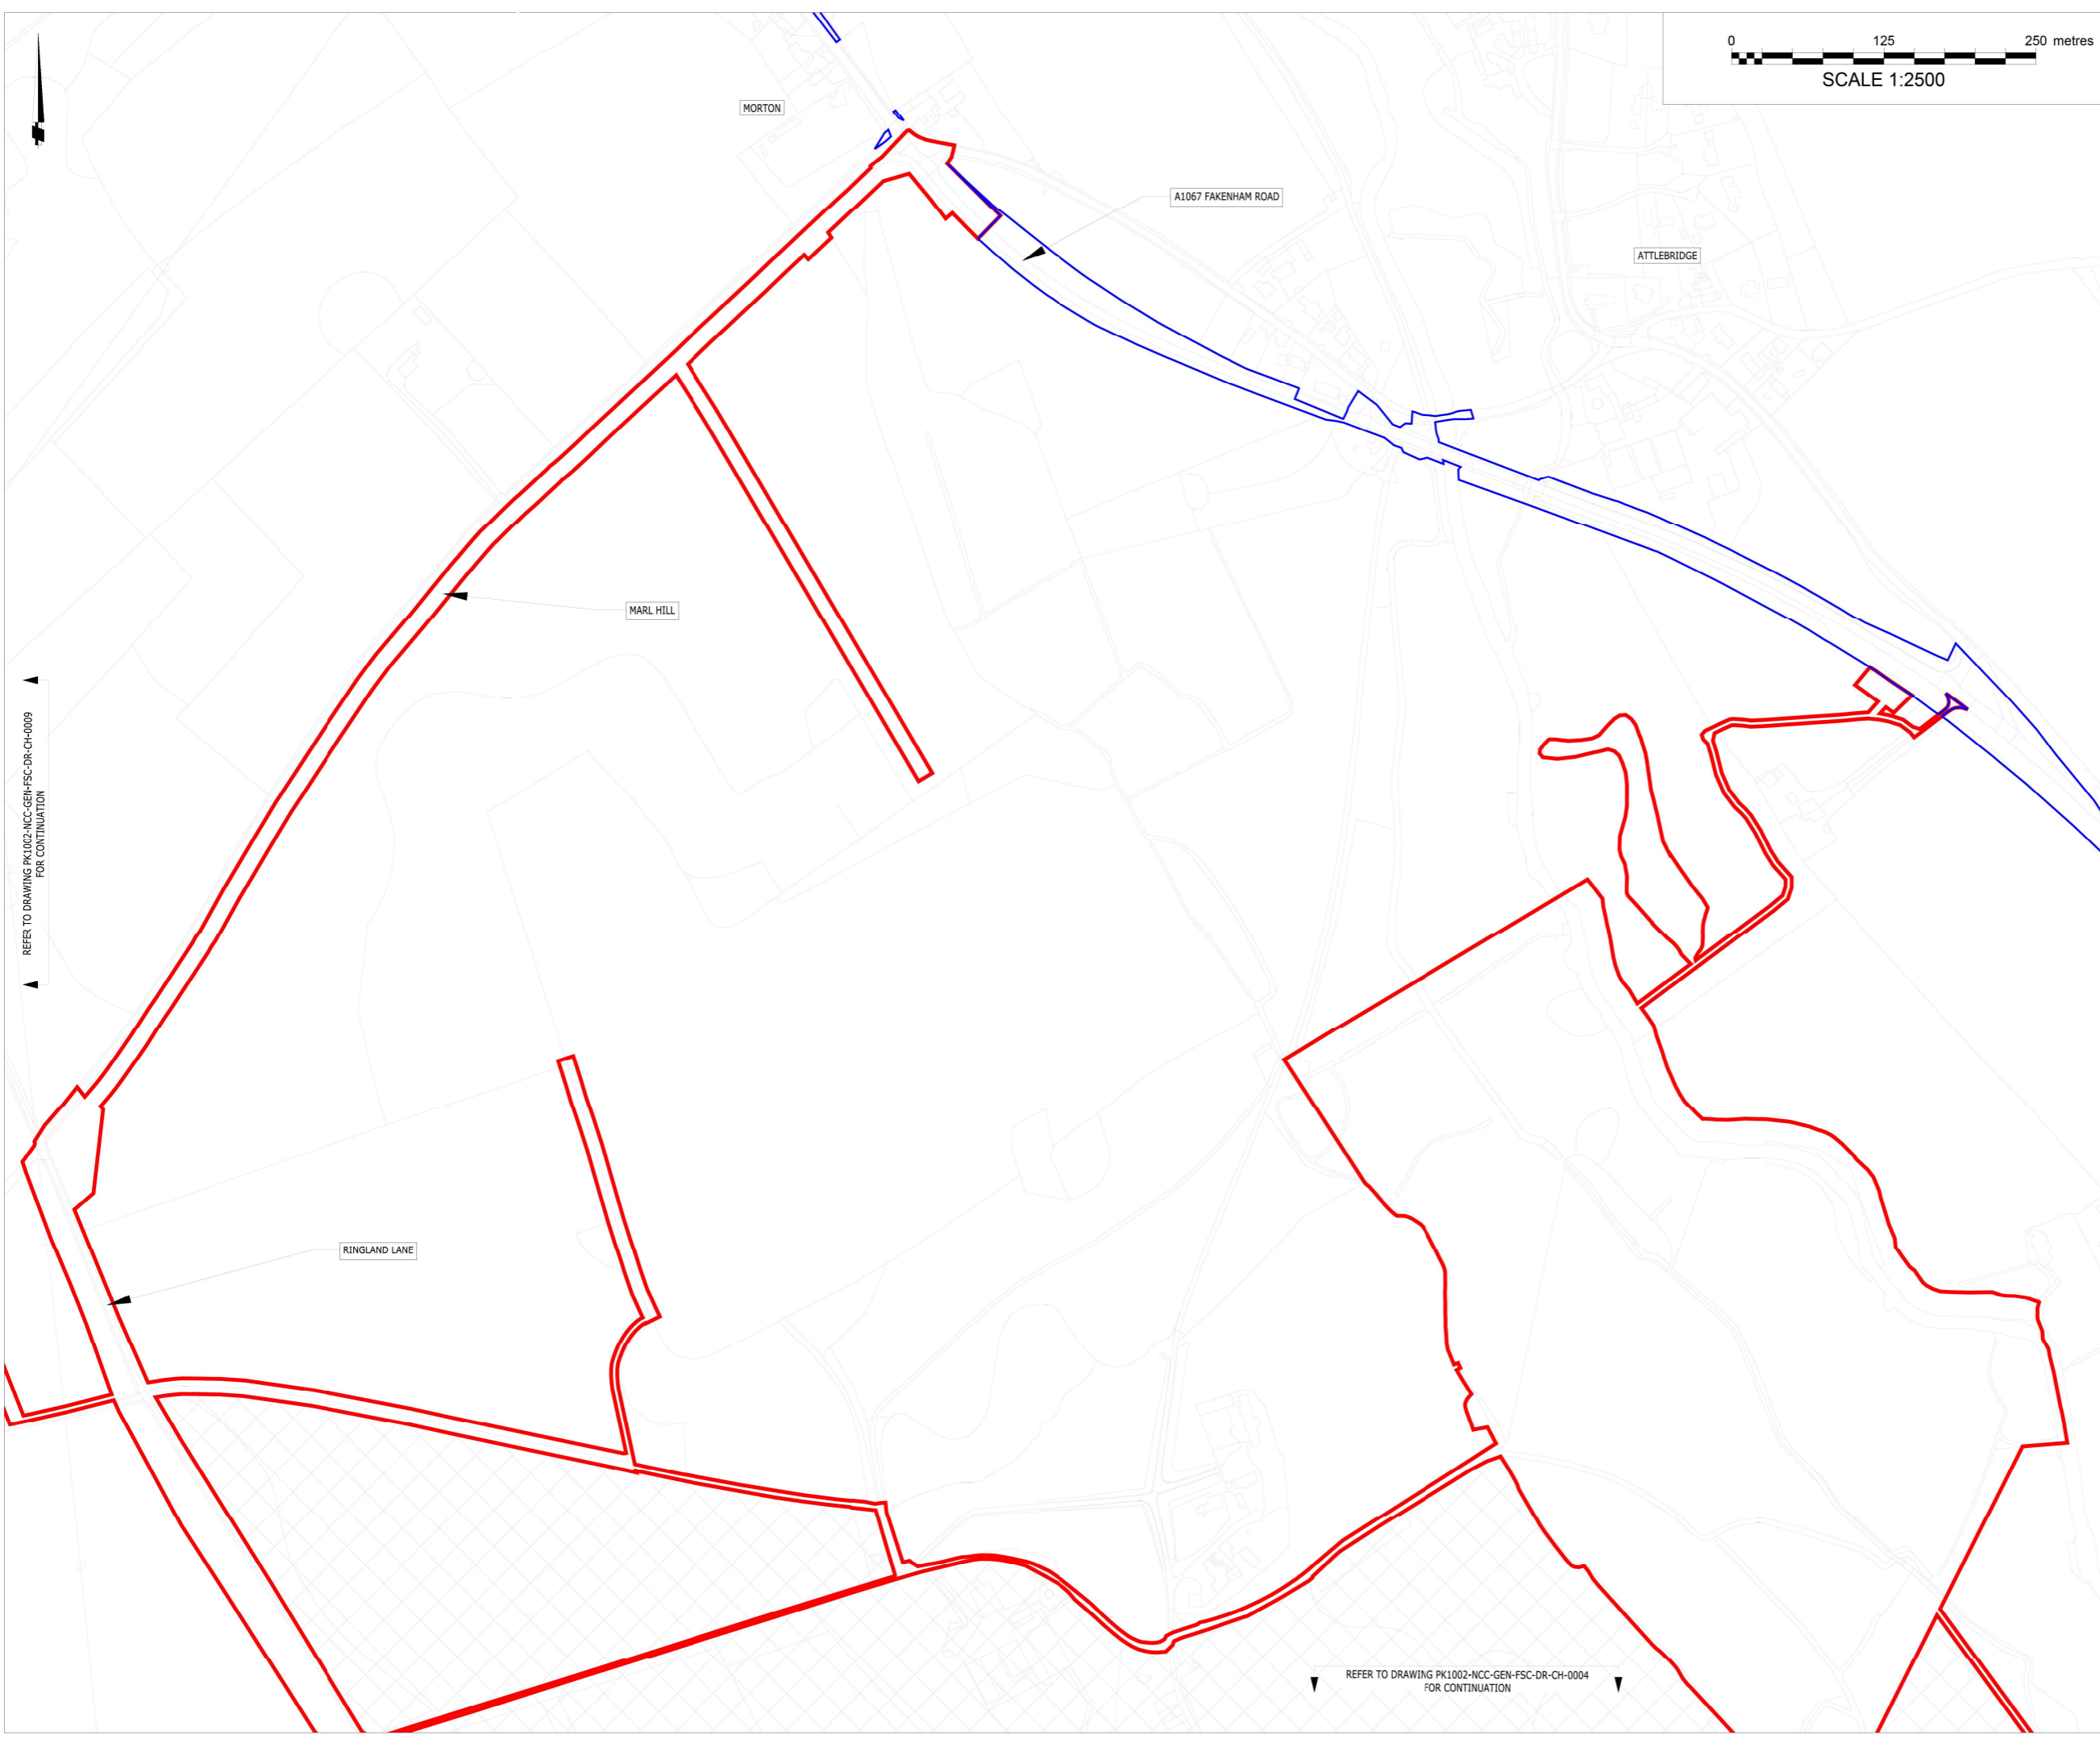 0 125 250 metres
SCALE 1:2500
MORTON
A1067 FAKENHAM ROAD
ATTLEBRIDGE
MARL HILL
REFER TO DRAWING PK1002-NCC-GEN-FSC-DR-CH-0009
FOR CONTINUATION
RINGLAND LANE
REFER TO DRAWING PK1002-NCC-GEN-FSC-DR-CH-0004
FOR CONTINUATION